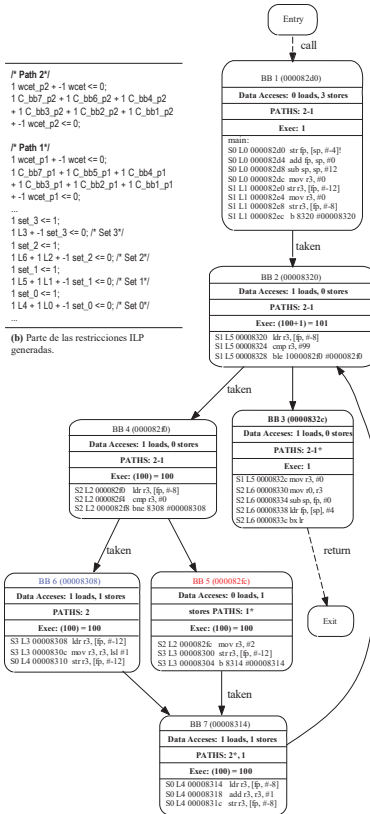 Entry
call
/* Path 2*/
1 wcet_p2 + -1 wcet <= 0;
1 C_bb7_p2 + 1 C_bb6_p2 + 1 C_bb4_p2
+ 1 C_bb3_p2 + 1 C_bb2_p2 + 1 C_bb1_p2
+ -1 wcet_p2 <= 0;
/* Path 1*/
1 wcet_p1 + -1 wcet <= 0;
1 C_bb7_p1 + 1 C_bb5_p1 + 1 C_bb4_p1
+ 1 C_bb3_p1 + 1 C_bb2_p1 + 1 C_bb1_p1
+ -1 wcet_p1 <= 0;
...
1 set_3 <= 1;
1 L3 + -1 set_3 <= 0; /* Set 3*/
1 set_2 <= 1;
1 L6 + 1 L2 + -1 set_2 <= 0; /* Set 2*/
1 set_1 <= 1;
1 L5 + 1 L1 + -1 set_1 <= 0; /* Set 1*/
1 set_0 <= 1;
1 L4 + 1 L0 + -1 set_0 <= 0; /* Set 0*/
...
(b) Parte de las restricciones ILP
generadas.
BB 1 (000082d0)
Data Acceses: 0 loads, 3 stores
PATHS: 2-1
Exec: 1
main:
S0 L0 000082d0 str fp, [sp, #-4]!
S0 L0 000082d4 add fp, sp, #0
S0 L0 000082d8 sub sp, sp, #12
S0 L0 000082dc mov r3, #0
S1 L1 000082e0 str r3, [fp, #-12]
S1 L1 000082e4 mov r3, #0
S1 L1 000082e8 str r3, [fp, #-8]
S1 L1 000082ec b 8320 #00008320
taken
BB 2 (00008320)
Data Acceses: 1 loads, 0 stores
PATHS: 2-1
Exec: (100+1) = 101
S1 L5 00008320 ldr r3, [fp, #-8]
S1 L5 00008324 cmp r3, #99
S1 L5 00008328 ble 1000082f0 #000082f0
taken
BB 4 (000082f0)
Data Acceses: 1 loads, 0 stores
PATHS: 2-1
Exec: (100) = 100
S2 L2 000082f0 ldr r3, [fp, #-8]
S2 L2 000082f4 cmp r3, #0
S2 L2 000082f8 bne 8308 #00008308
BB 3 (0000832c)
Data Acceses: 1 loads, 0 stores
PATHS: 2-1*
Exec: 1
S1 L5 0000832c mov r3, #0
S2 L6 00008330 mov r0, r3
S2 L6 00008334 sub sp, fp, #0
S2 L6 00008338 ldr fp, [sp], #4
S2 L6 0000833c bx lr
taken
return
BB 6 (00008308)
Data Acceses: 1 loads, 1 stores
PATHS: 2
Exec: (100) = 100
S3 L3 00008308 ldr r3, [fp, #-12]
S3 L3 0000830c mov r3, r3, lsl #1
S0 L4 00008310 str r3, [fp, #-12]
BB 5 (000082fc)
Data Acceses: 0 loads, 1
stores PATHS: 1*
Exec: (100) = 100
S2 L2 000082fc mov r3, #2
S3 L3 00008300 str r3, [fp, #-12]
S3 L3 00008304 b 8314 #00008314
Exit
taken
BB 7 (00008314)
Data Acceses: 1 loads, 1 stores
PATHS: 2*, 1
Exec: (100) = 100
S0 L4 00008314 ldr r3, [fp, #-8]
S0 L4 00008318 add r3, r3, #1
S0 L4 0000831c str r3, [fp, #-8]